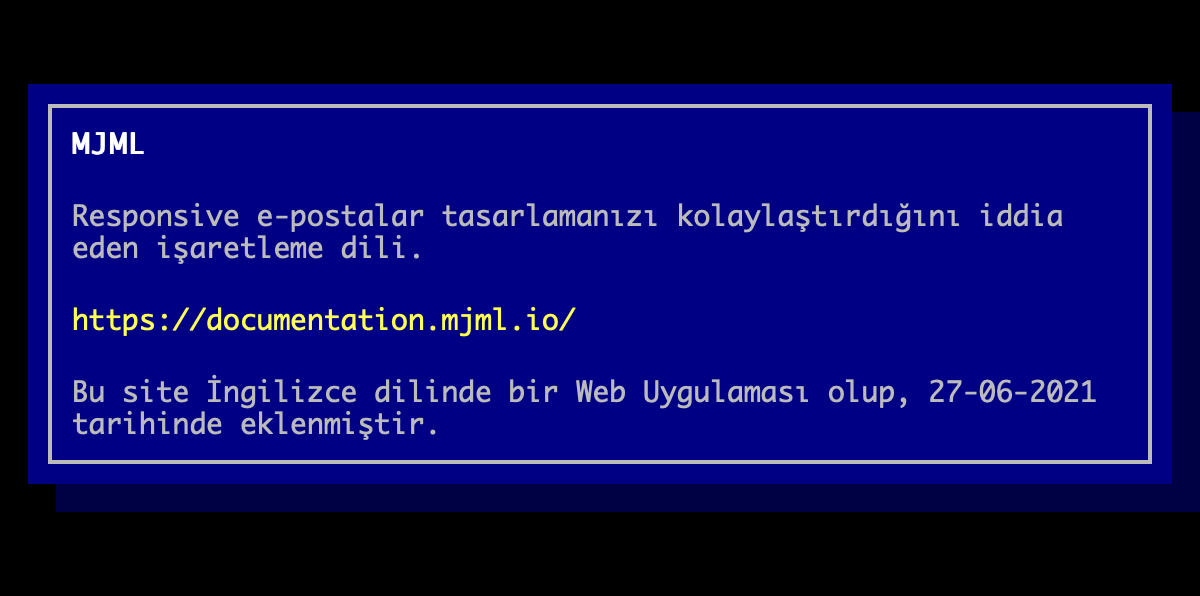 MJML
Responsive e-postalar tasarlamanızı kolaylaştırdığını iddia
eden işaretleme dili.
https://documentation.mjml.io/
Bu site İngilizce dilinde bir Web Uygulaması olup, 27-06-2021
tarihinde eklenmiştir.